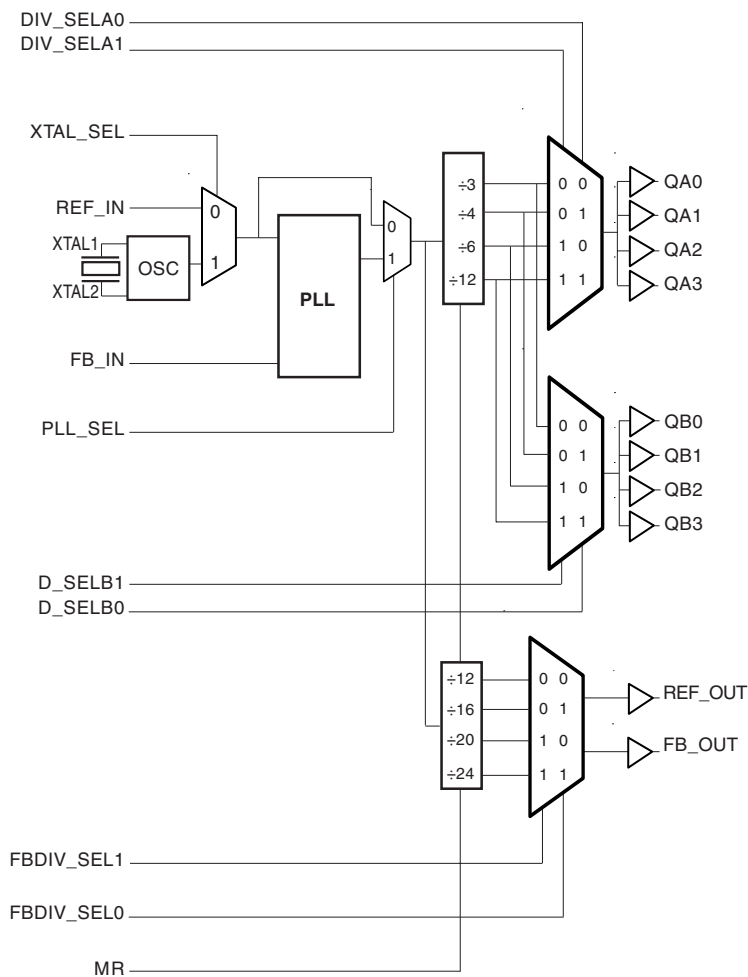 DIV_SELA0
DIV_SELA1
XTAL_SEL
REF_IN
0
XTAL1
OSC
1
XTAL2
PLL
0
1
FB_IN
PLL_SEL
÷3
÷4
÷6
÷12
0 0
0 1
1 0
1 1
QA0
QA1
QA2
QA3
0 0
0 1
1 0
1 1
QB0
QB1
QB2
QB3
D_SELB1
D_SELB0
÷12
÷16
÷20
÷24
0 0
0 1
1 0
1 1
REF_OUT
FB_OUT
FBDIV_SEL1
FBDIV_SEL0
MR